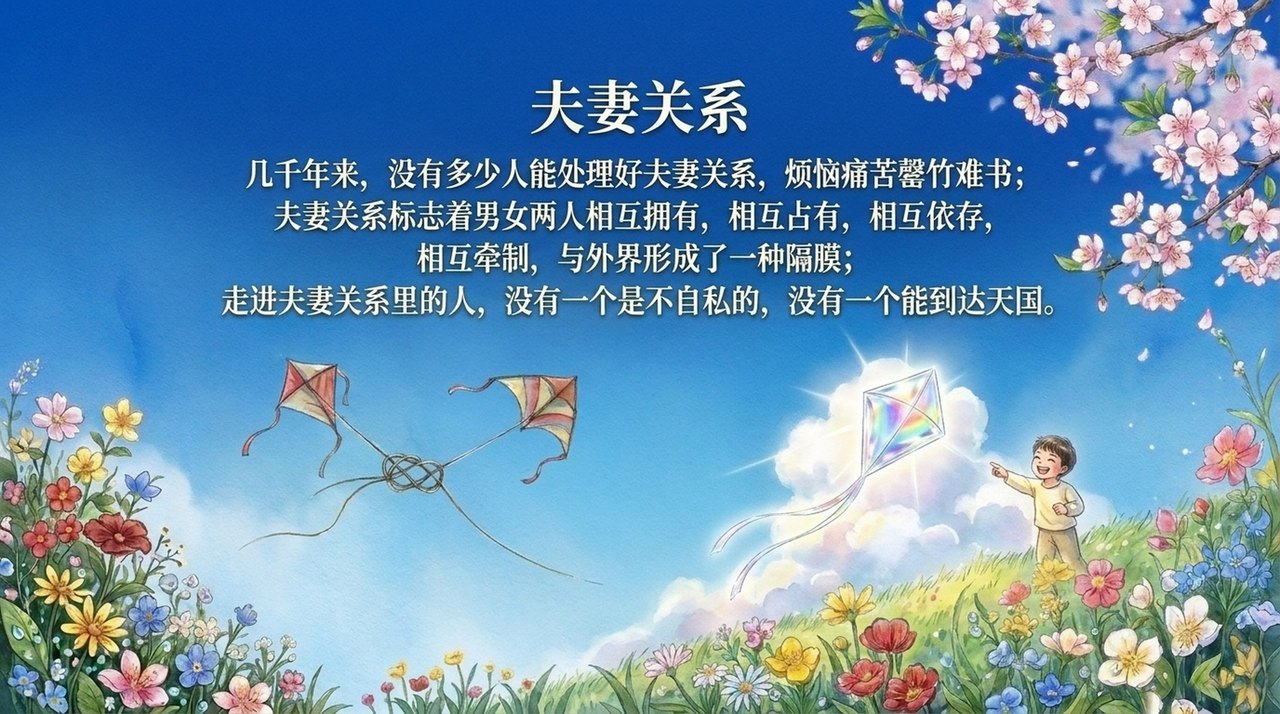 夫妻关系
几千年来，没有多少人能处理好夫妻关系，烦恼痛苦罄竹难书；
夫妻关系标志着男女两人相互拥有，相互占有，相互依存，
相互牵制，与外界形成了一种隔膜；
走进夫妻关系里的人，没有一个是不自私的，没有一个能到达天国。